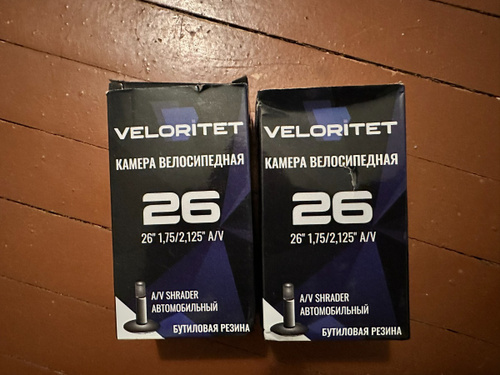 VELORITET
КАМЕРА ВЕЛОСИПЕДНАЯ
26
26" 1,75/2,125" A/V
A/V SHRADER
АВТОМОБИЛЬНЫЙ
БУТИЛОВАЯ РЕЗИНА
VELORITET
КАМЕРА ВЕЛОСИПЕДНАЯ
26
26" 1,75/2,125" A/V
A/V SHRADER
АВТОМОБИЛЬНЫЙ
БУТИЛОВАЯ РЕЗИНА